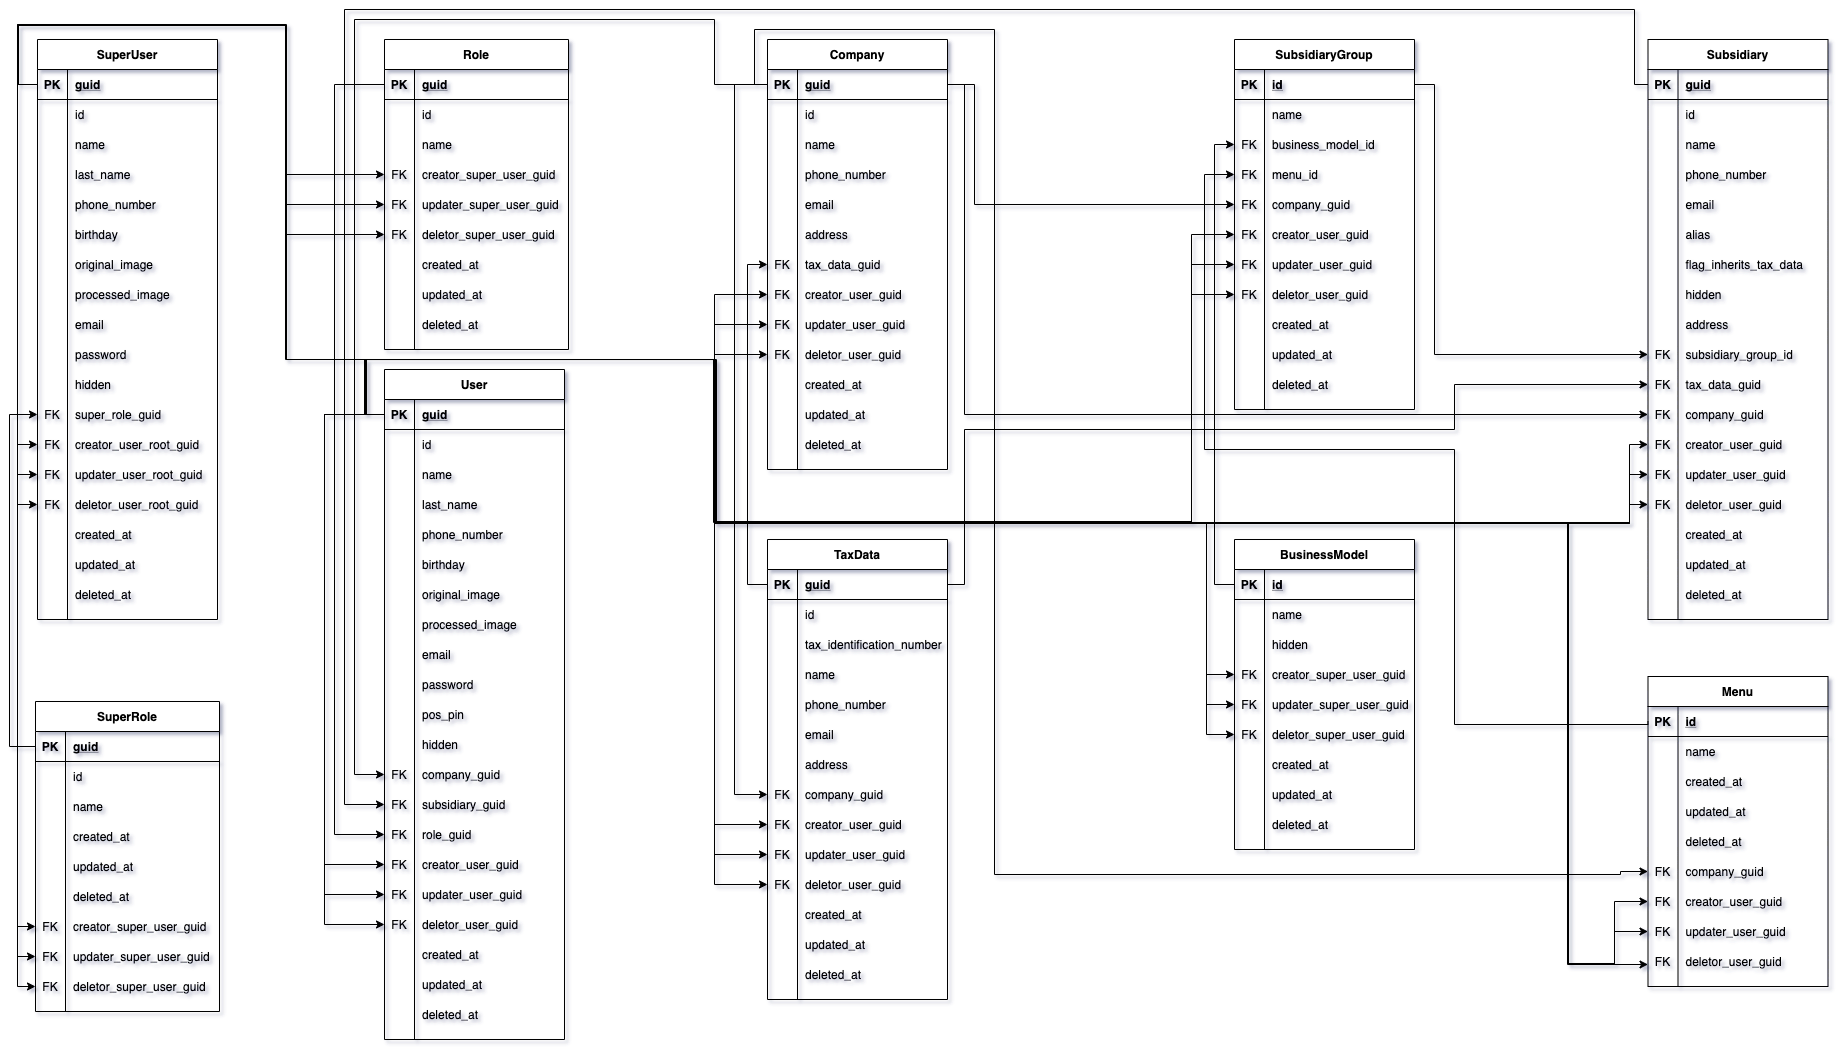 SuperUser
PK guid
id
name
last_name
phone_number
birthday
original_image
processed_image
email
password
hidden
FK super_role_guid
FK creator_user_root_guid
FK updater_user_root_guid
FK deletor_user_root_guid
created_at
updated_at
deleted_at
SuperRole
PK guid
id
name
created_at
updated_at
deleted_at
FK creator_super_user_guid
FK updater_super_user_guid
FK deletor_super_user_guid
Role
PK guid
id
name
FK creator_super_user_guid
FK updater_super_user_guid
FK deletor_super_user_guid
created_at
updated_at
deleted_at
User
PK guid
id
name
last_name
phone_number
birthday
original_image
processed_image
email
password
pos_pin
hidden
FK company_guid
FK subsidiary_guid
FK role_guid
FK creator_user_guid
FK updater_user_guid
FK deletor_user_guid
created_at
updated_at
deleted_at
Company
PK guid
id
name
phone_number
email
address
FK tax_data_guid
FK creator_user_guid
FK updater_user_guid
FK deletor_user_guid
created_at
updated_at
deleted_at
TaxData
PK guid
id
tax_identification_number
name
phone_number
email
address
FK company_guid
FK creator_user_guid
FK updater_user_guid
FK deletor_user_guid
created_at
updated_at
deleted_at
SubsidiaryGroup
PK id
name
FK business_model_id
FK menu_id
FK company_guid
FK creator_user_guid
FK updater_user_guid
FK deletor_user_guid
created_at
updated_at
deleted_at
BusinessModel
PK id
name
hidden
FK creator_super_user_guid
FK updater_super_user_guid
FK deletor_super_user_guid
created_at
updated_at
deleted_at
Subsidiary
PK guid
id
name
phone_number
email
alias
flag_inherits_tax_data
hidden
address
FK subsidiary_group_id
FK tax_data_guid
FK company_guid
FK creator_user_guid
FK updater_user_guid
FK deletor_user_guid
created_at
updated_at
deleted_at
Menu
PK id
name
created_at
updated_at
deleted_at
FK company_guid
FK creator_user_guid
FK updater_user_guid
FK deletor_user_guid